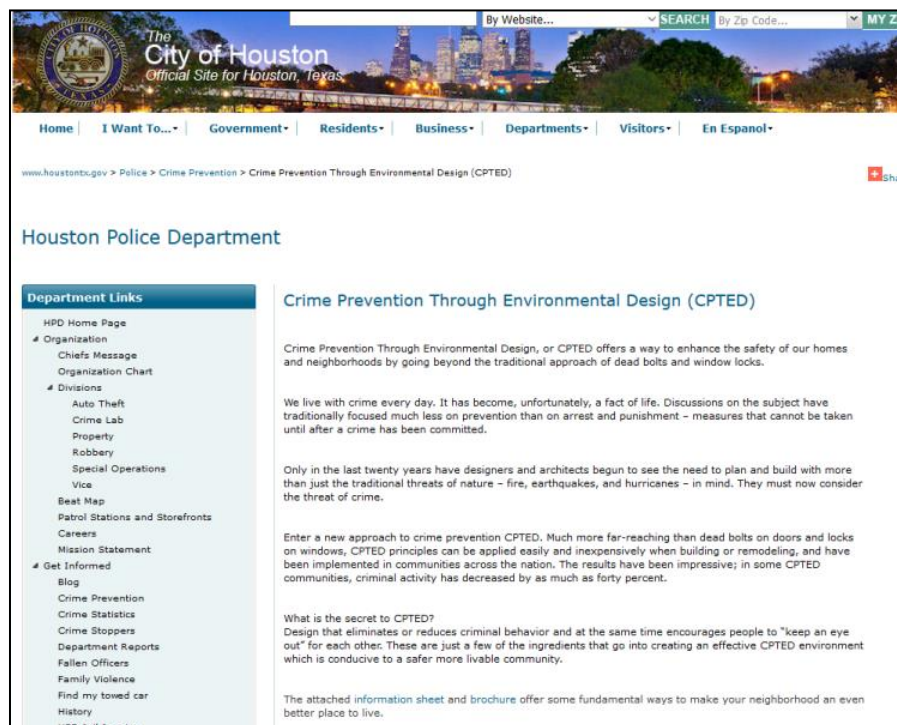 By Website...
SEARCH
By Zip Code...
MY Z
The
City of Houston
Official Site for Houston, Texas
Home
I Want To...
Government
Residents
Business
Departments
Visitors
En Espanol
www.houstontx.gov > Police > Crime Prevention > Crime Prevention Through Environmental Design (CPTED)
Sha
Houston Police Department
Department Links
HPD Home Page
Organization
Chiefs Message
Organization Chart
Divisions
Auto Theft
Crime Lab
Property
Robbery
Special Operations
Vice
Beat Map
Patrol Stations and Storefronts
Careers
Mission Statement
Get Informed
Blog
Crime Prevention
Crime Statistics
Crime Stoppers
Department Reports
Fallen Officers
Family Violence
Find my towed car
History
Crime Prevention Through Environmental Design (CPTED)
Crime Prevention Through Environmental Design, or CPTED offers a way to enhance the safety of our homes
and neighborhoods by going beyond the traditional approach of dead bolts and window locks.
We live with crime every day. It has become, unfortunately, a fact of life. Discussions on the subject have
traditionally focused much less on prevention than on arrest and punishment – measures that cannot be taken
until after a crime has been committed.
Only in the last twenty years have designers and architects begun to see the need to plan and build with more
than just the traditional threats of nature – fire, earthquakes, and hurricanes – in mind. They must now consider
the threat of crime.
Enter a new approach to crime prevention CPTED. Much more far-reaching than dead bolts on doors and locks
on windows, CPTED principles can be applied easily and inexpensively when building or remodeling, and have
been implemented in communities across the nation. The results have been impressive; in some CPTED
communities, criminal activity has decreased by as much as forty percent.
What is the secret to CPTED?
Design that eliminates or reduces criminal behavior and at the same time encourages people to "keep an eye
out" for each other. These are just a few of the ingredients that go into creating an effective CPTED environment
which is conducive to a safer more livable community.
The attached information sheet and brochure offer some fundamental ways to make your neighborhood an even
better place to live.